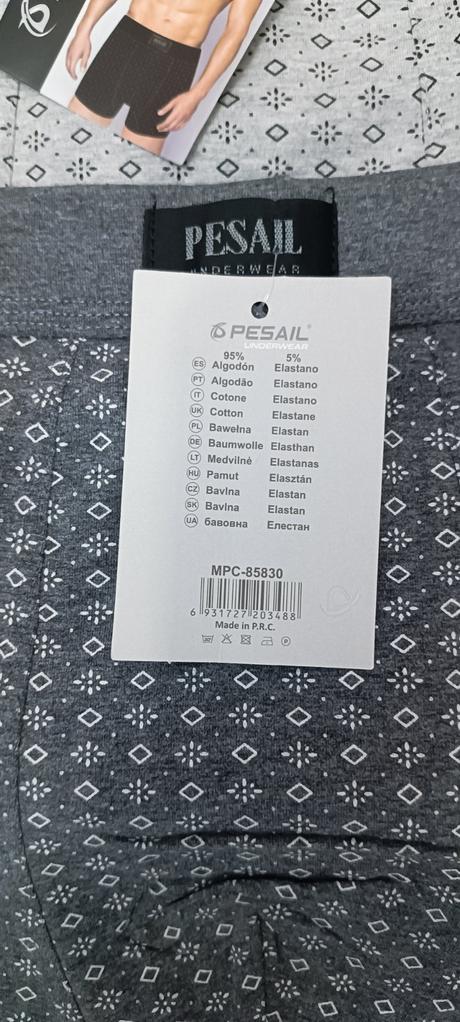 PESAIL
UNDERWEAR
PESAIL®
UNDERWEAR
95% 5%
ES Algodón Elastano
PT Algodão Elastano
IT Cotone Elastano
UK Cotton Elastane
PL Bawełna Elastan
DE Baumwolle Elasthan
LT Medvilnė Elastanas
HU Pamut Elasztán
CZ Bavlna Elastan
SK Bavlna Elastan
UA бавовна Елестан
MPC-85830
6 931727 203488
Made in P.R.C.